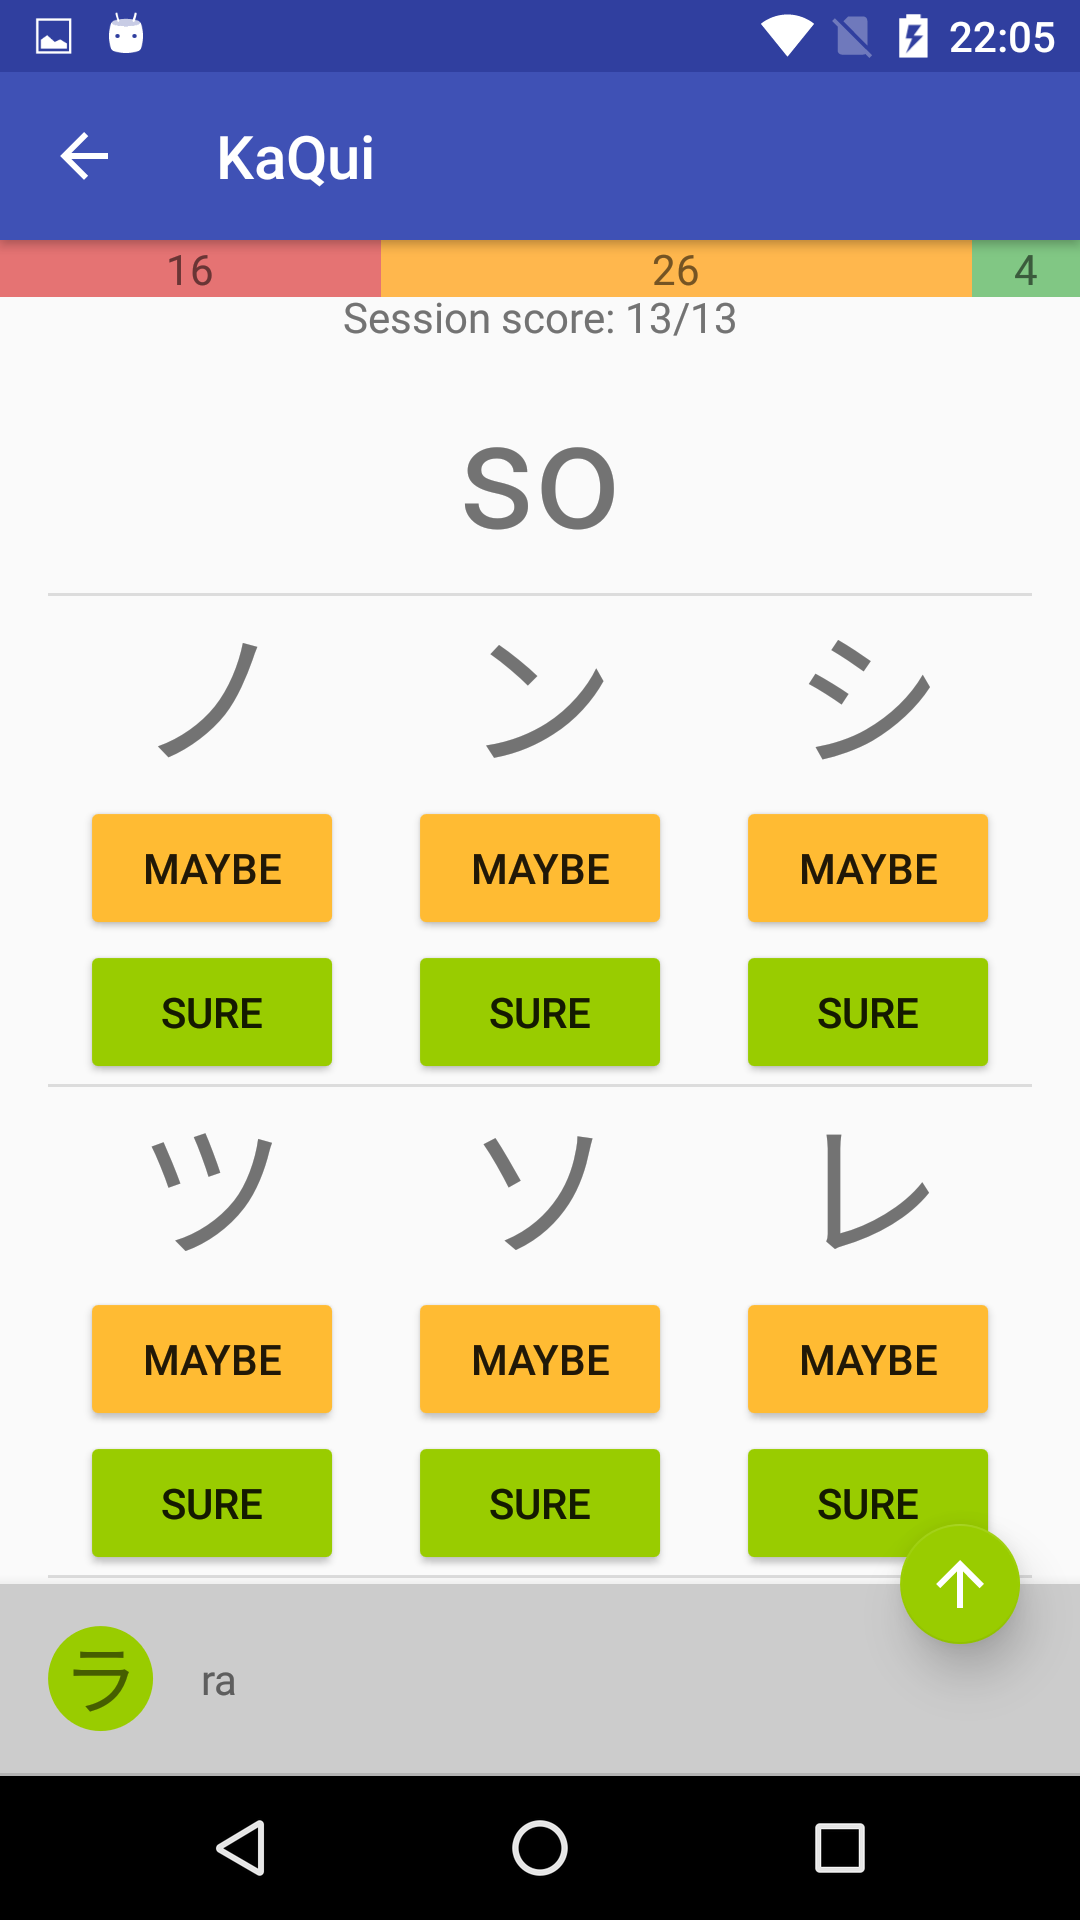 22:05
KaQui
16 26 4
Session score: 13/13
so
ノ ン シ
MAYBE MAYBE MAYBE
SURE SURE SURE
ツ ソ レ
MAYBE MAYBE MAYBE
SURE SURE SURE
ラ ra